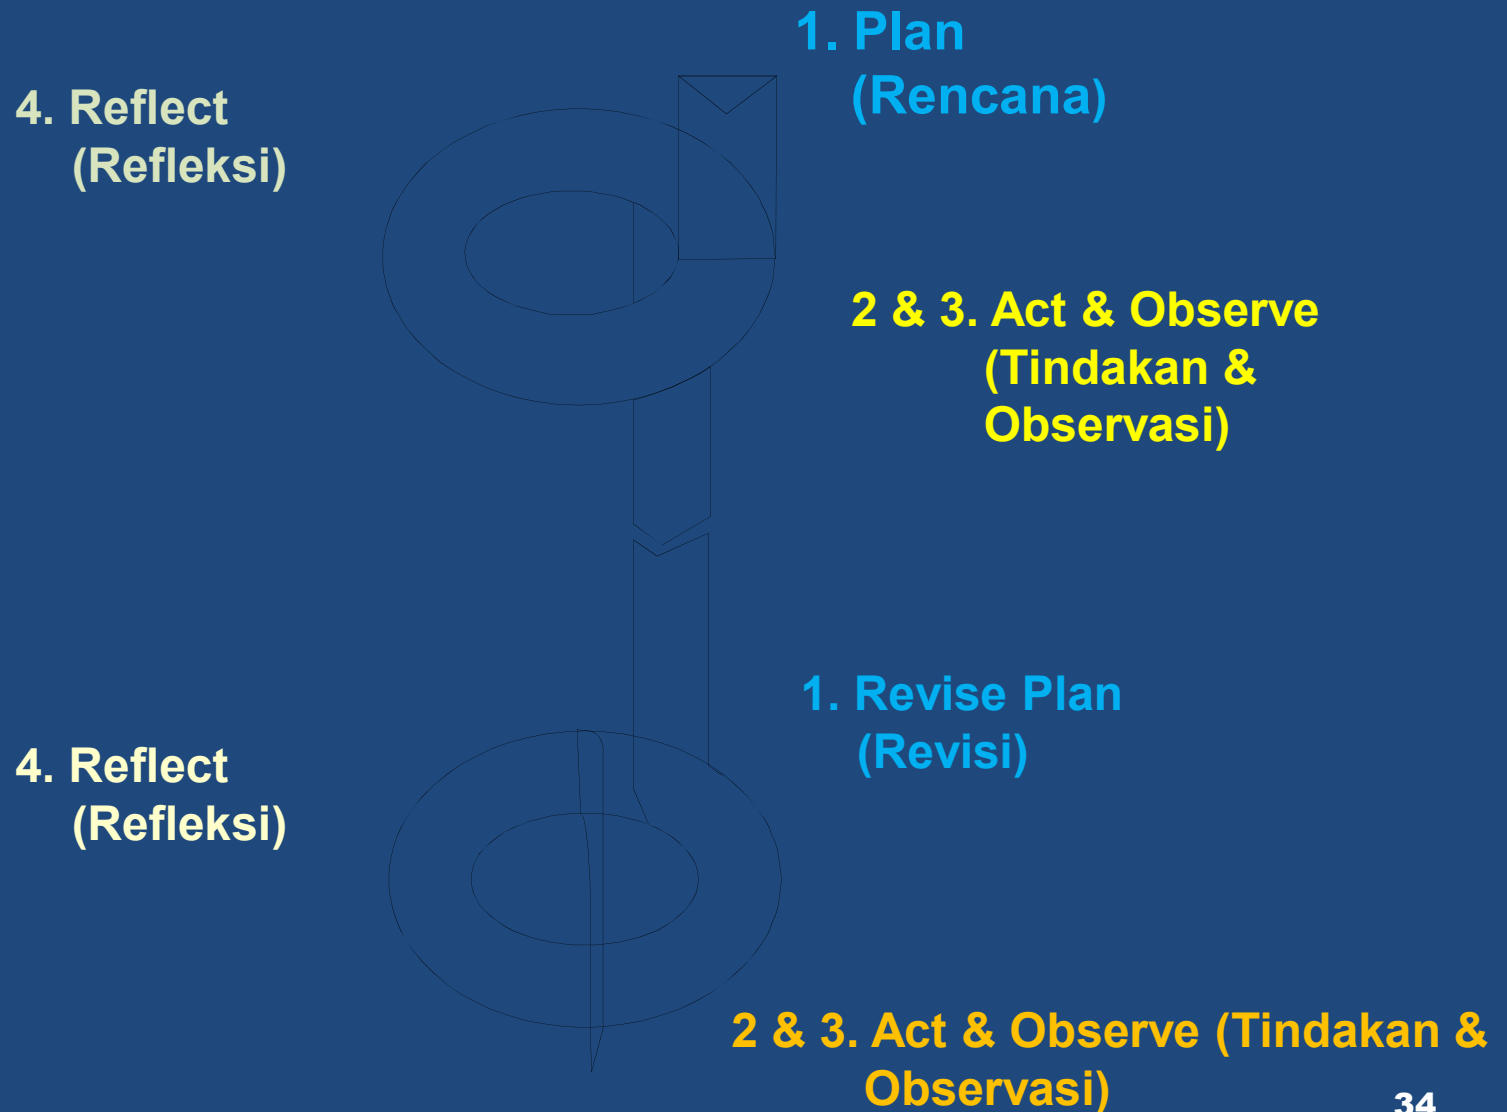 1. Plan
(Rencana)
4. Reflect
(Refleksi)
2 & 3. Act & Observe
(Tindakan &
Observasi)
1. Revise Plan
(Revisi)
4. Reflect
(Refleksi)
2 & 3. Act & Observe (Tindakan &
Observasi)
34